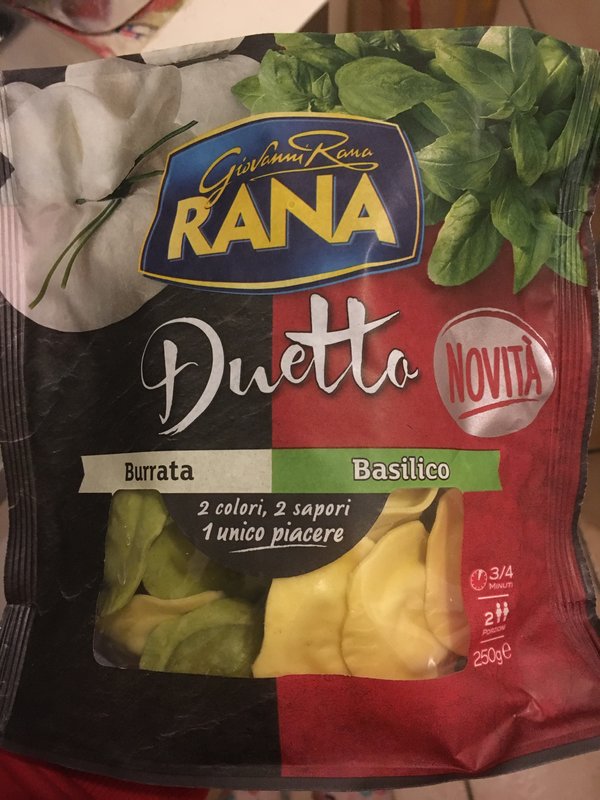 Giovanni Rana
RANA
Duetto
NOVITÀ
Burrata
Basilico
2 colori, 2 sapori
1 unico piacere
3/4
MINUTI
2
PORZIONI
250g℮